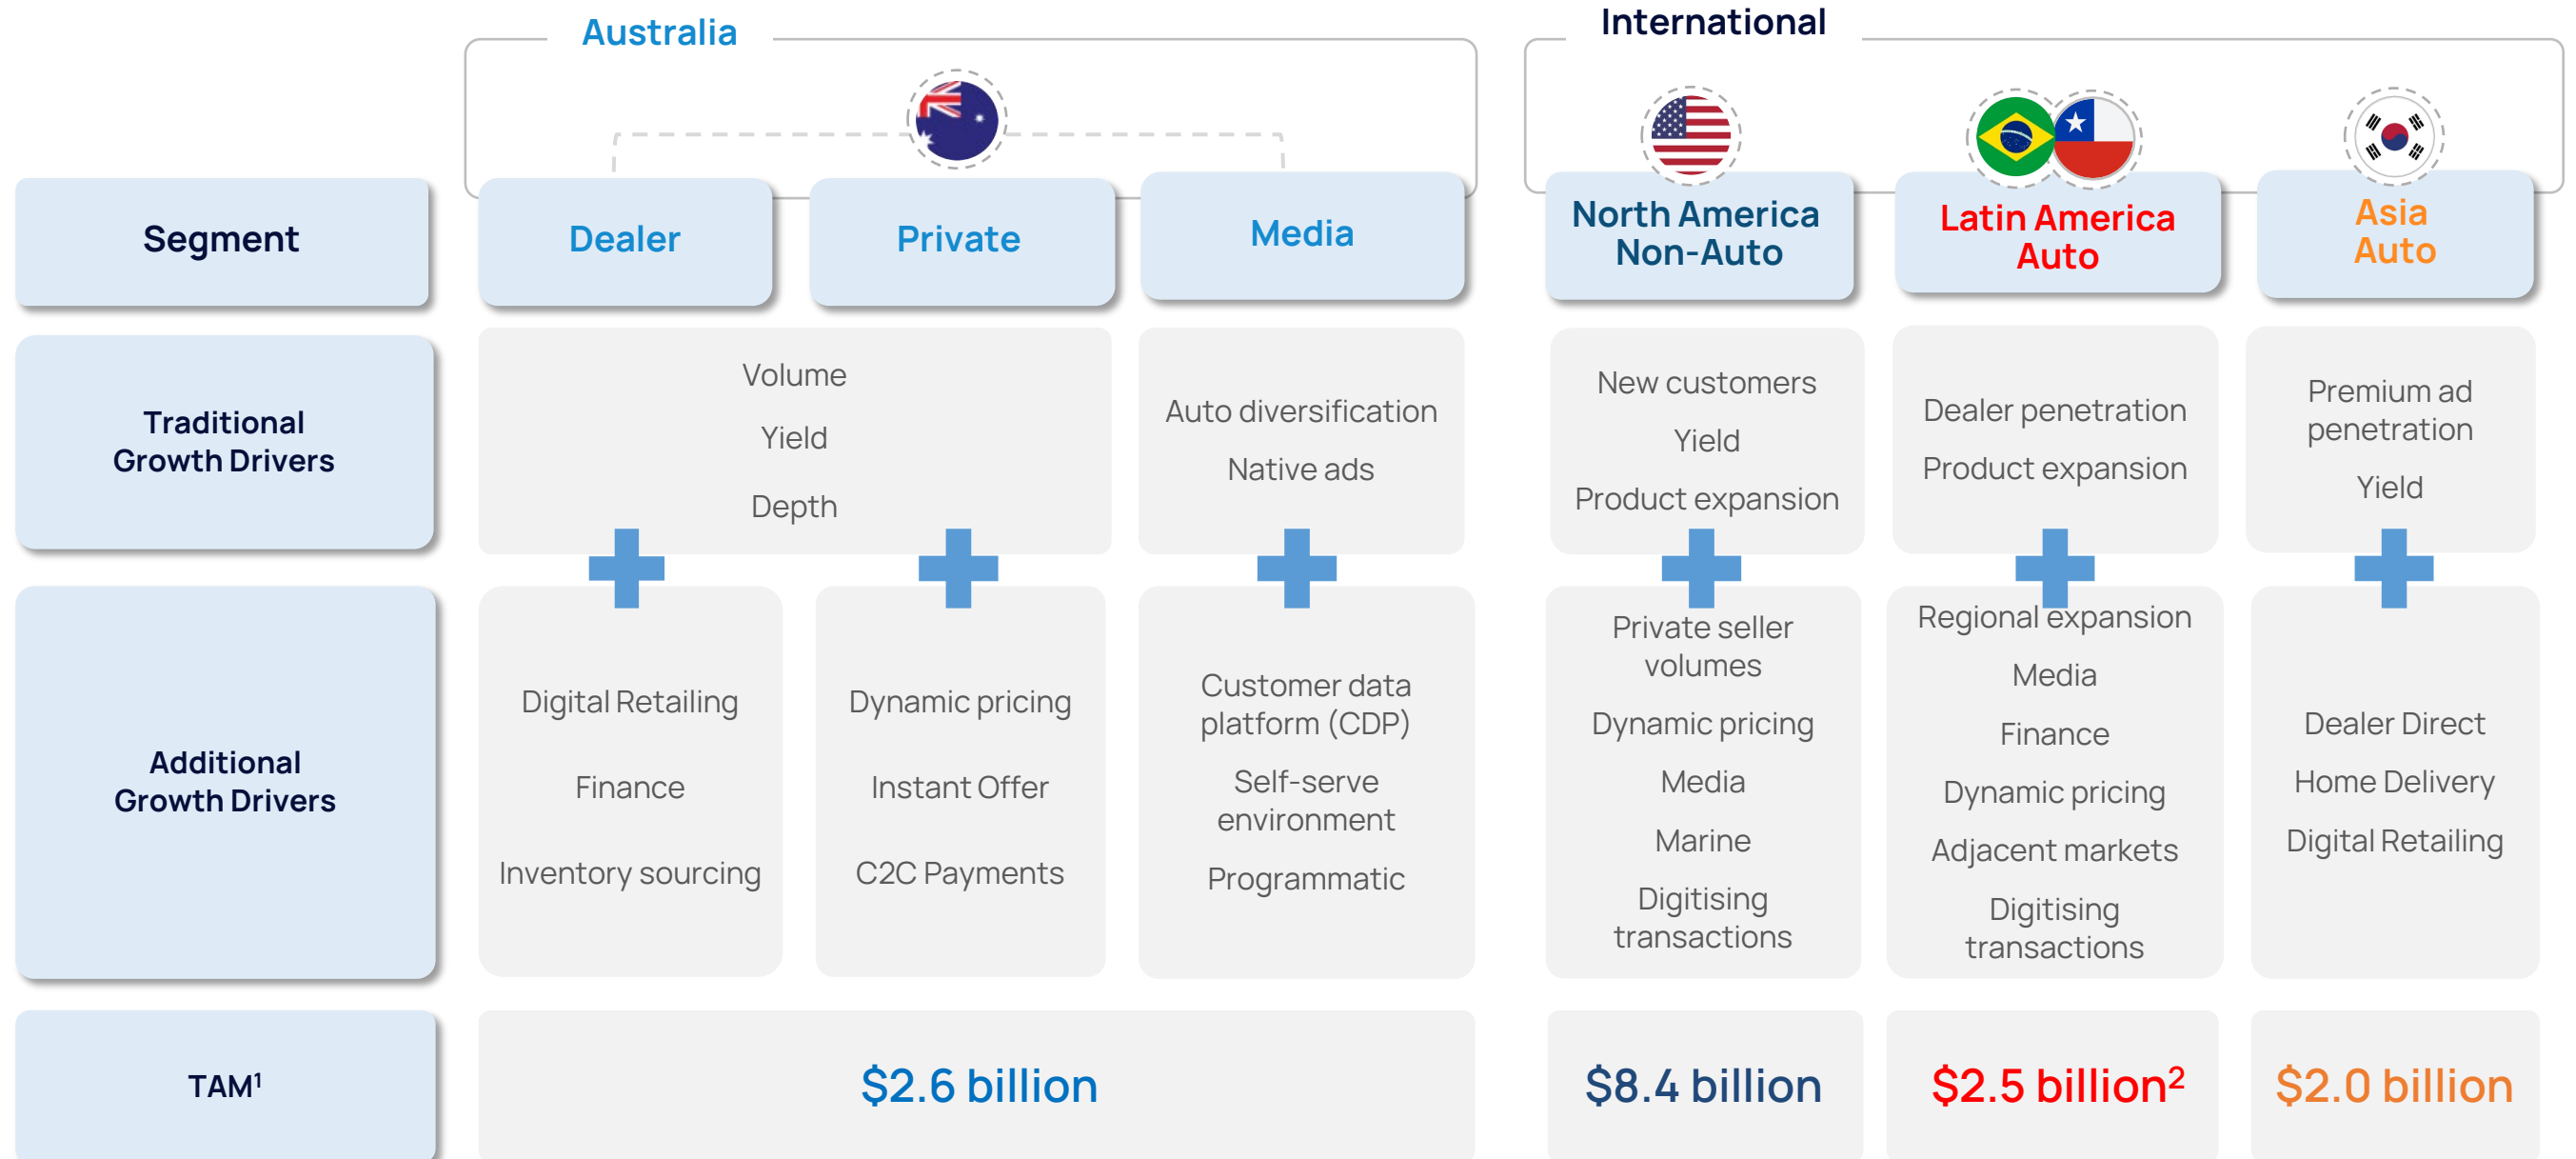 Australia
International
Segment
Dealer
Private
Media
North America
Non-Auto
Latin America
Auto
Asia
Auto
Traditional
Growth Drivers
Volume
Yield
Depth
Auto diversification
Native ads
New customers
Yield
Product expansion
Dealer penetration
Product expansion
Premium ad
penetration
Yield
Additional
Growth Drivers
Digital Retailing
Finance
Inventory sourcing
Dynamic pricing
Instant Offer
C2C Payments
Customer data
platform (CDP)
Self-serve
environment
Programmatic
Private seller
volumes
Dynamic pricing
Media
Marine
Digitising
transactions
Regional expansion
Media
Finance
Dynamic pricing
Adjacent markets
Digitising
transactions
Dealer Direct
Home Delivery
Digital Retailing
TAM¹
$2.6 billion
$8.4 billion
$2.5 billion²
$2.0 billion